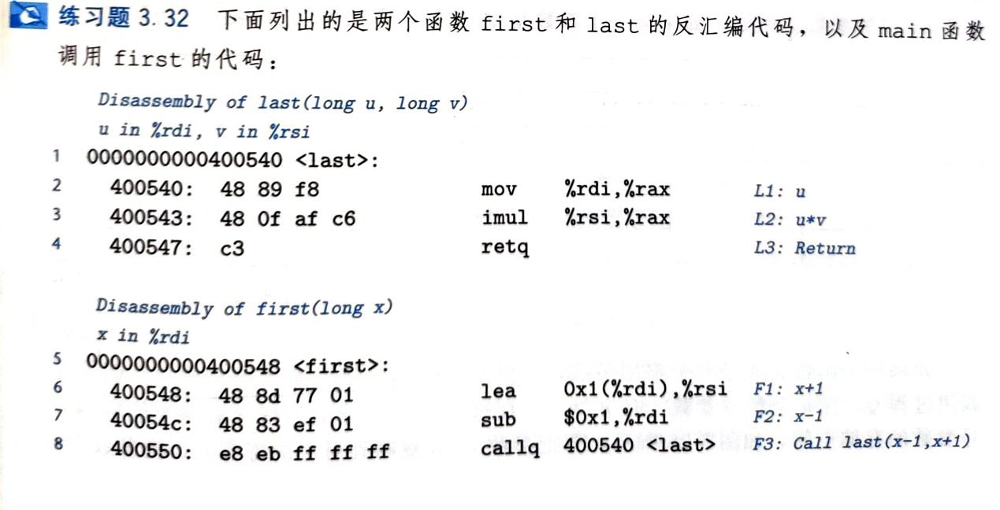 练习题 3.32 下面列出的是两个函数 first 和 last 的反汇编代码，以及 main 函数
调用 first 的代码：
Disassembly of last(long u, long v)
u in %rdi, v in %rsi
1 0000000000400540 <last>:
2 400540: 48 89 f8 mov %rdi,%rax L1: u
3 400543: 48 0f af c6 imul %rsi,%rax L2: u*v
4 400547: c3 retq L3: Return
Disassembly of first(long x)
x in %rdi
5 0000000000400548 <first>:
6 400548: 48 8d 77 01 lea 0x1(%rdi),%rsi F1: x+1
7 40054c: 48 83 ef 01 sub $0x1,%rdi F2: x-1
8 400550: e8 eb ff ff ff callq 400540 <last> F3: Call last(x-1,x+1)